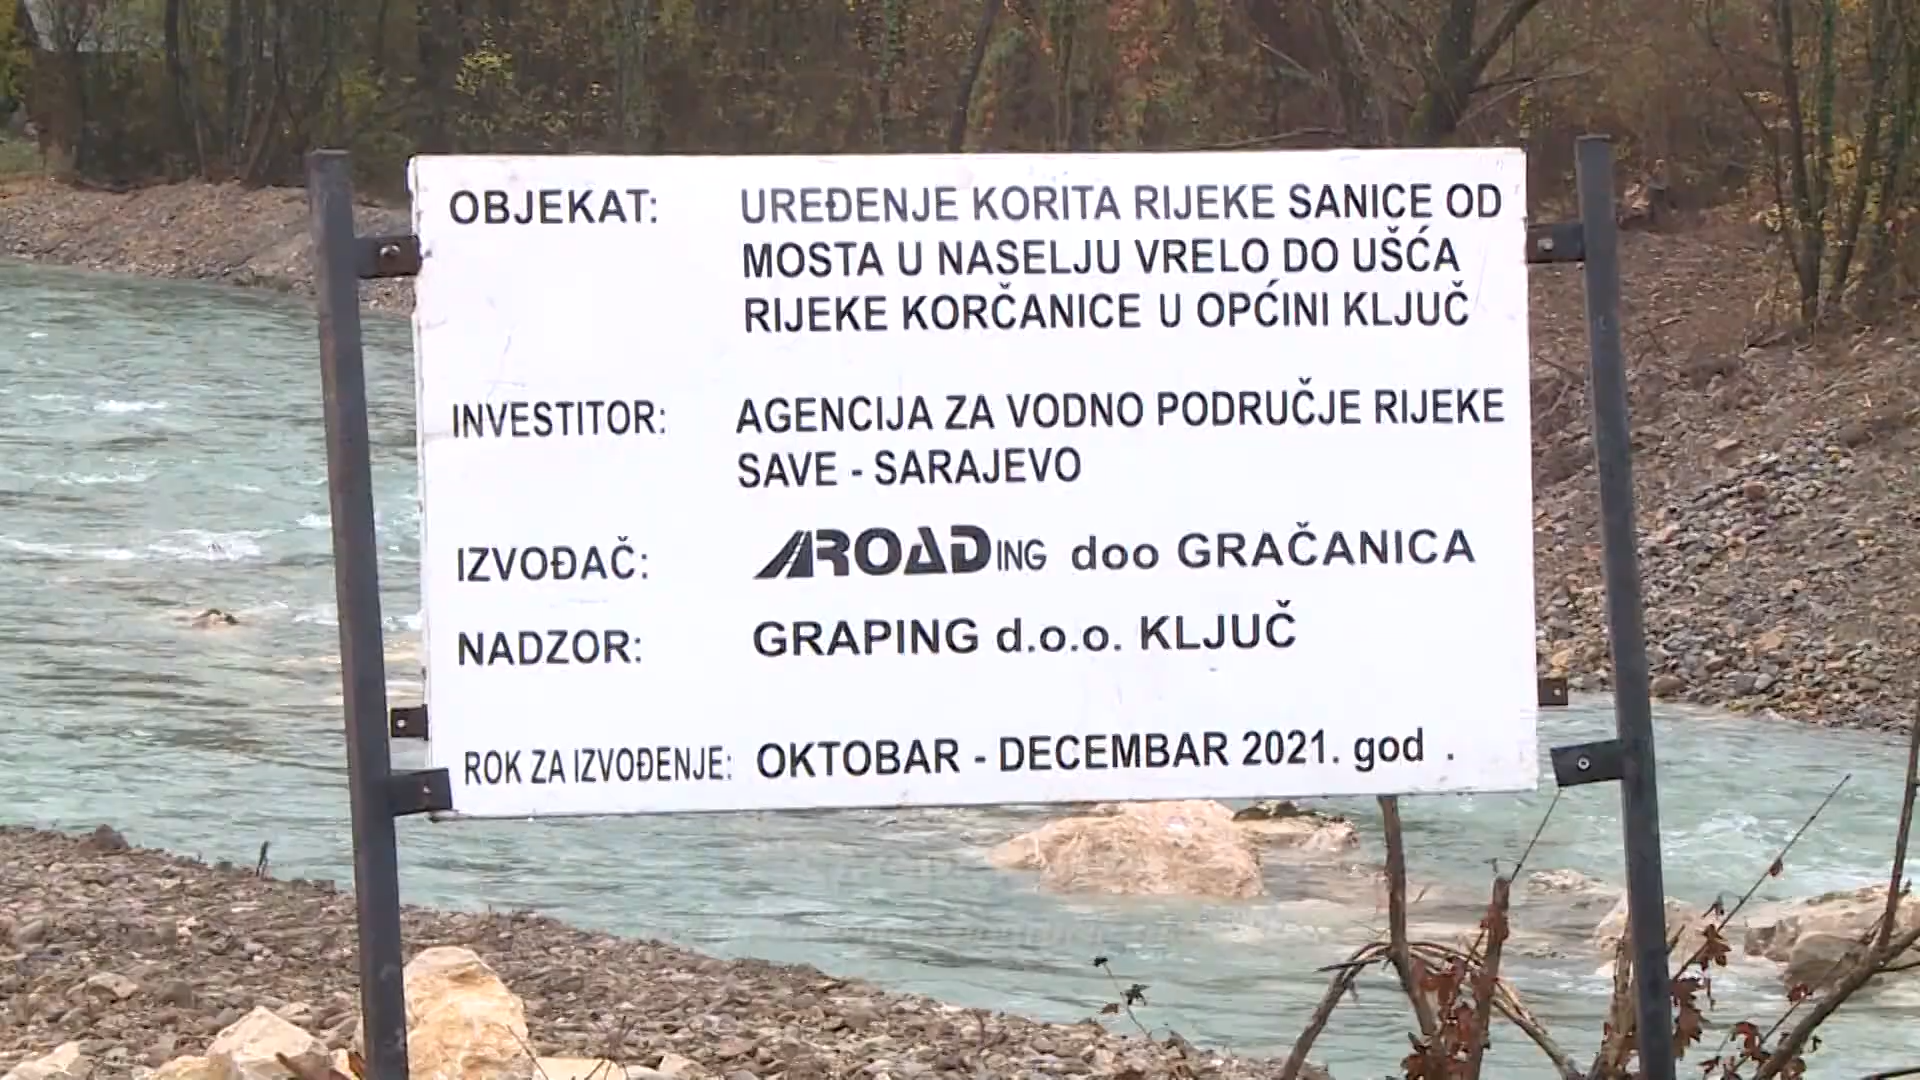 OBJEKAT: UREĐENJE KORITA RIJEKE SANICE OD
MOSTA U NASELJU VRELO DO UŠĆA
RIJEKE KORČANICE U OPĆINI KLJUČ
INVESTITOR: AGENCIJA ZA VODNO PODRUČJE RIJEKE
SAVE - SARAJEVO
IZVOĐAČ: ROADING doo GRAČANICA
NADZOR: GRAPING d.o.o. KLJUČ
ROK ZA IZVOĐENJE: OKTOBAR - DECEMBAR 2021. god .